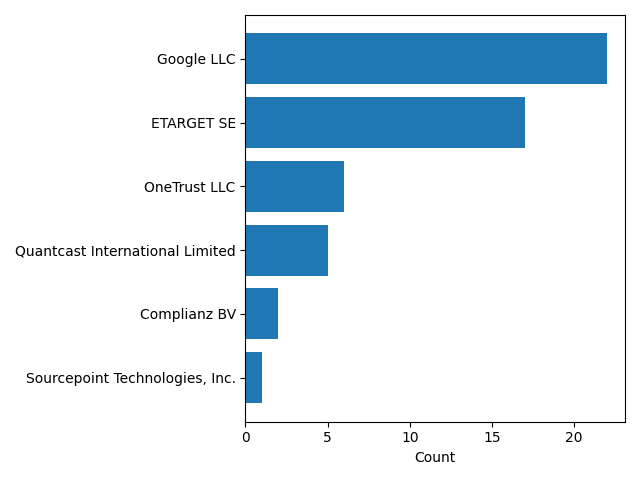 Google LLC
ETARGET SE
OneTrust LLC
Quantcast International Limited
Complianz BV
Sourcepoint Technologies, Inc.
0 5 10 15 20
Count